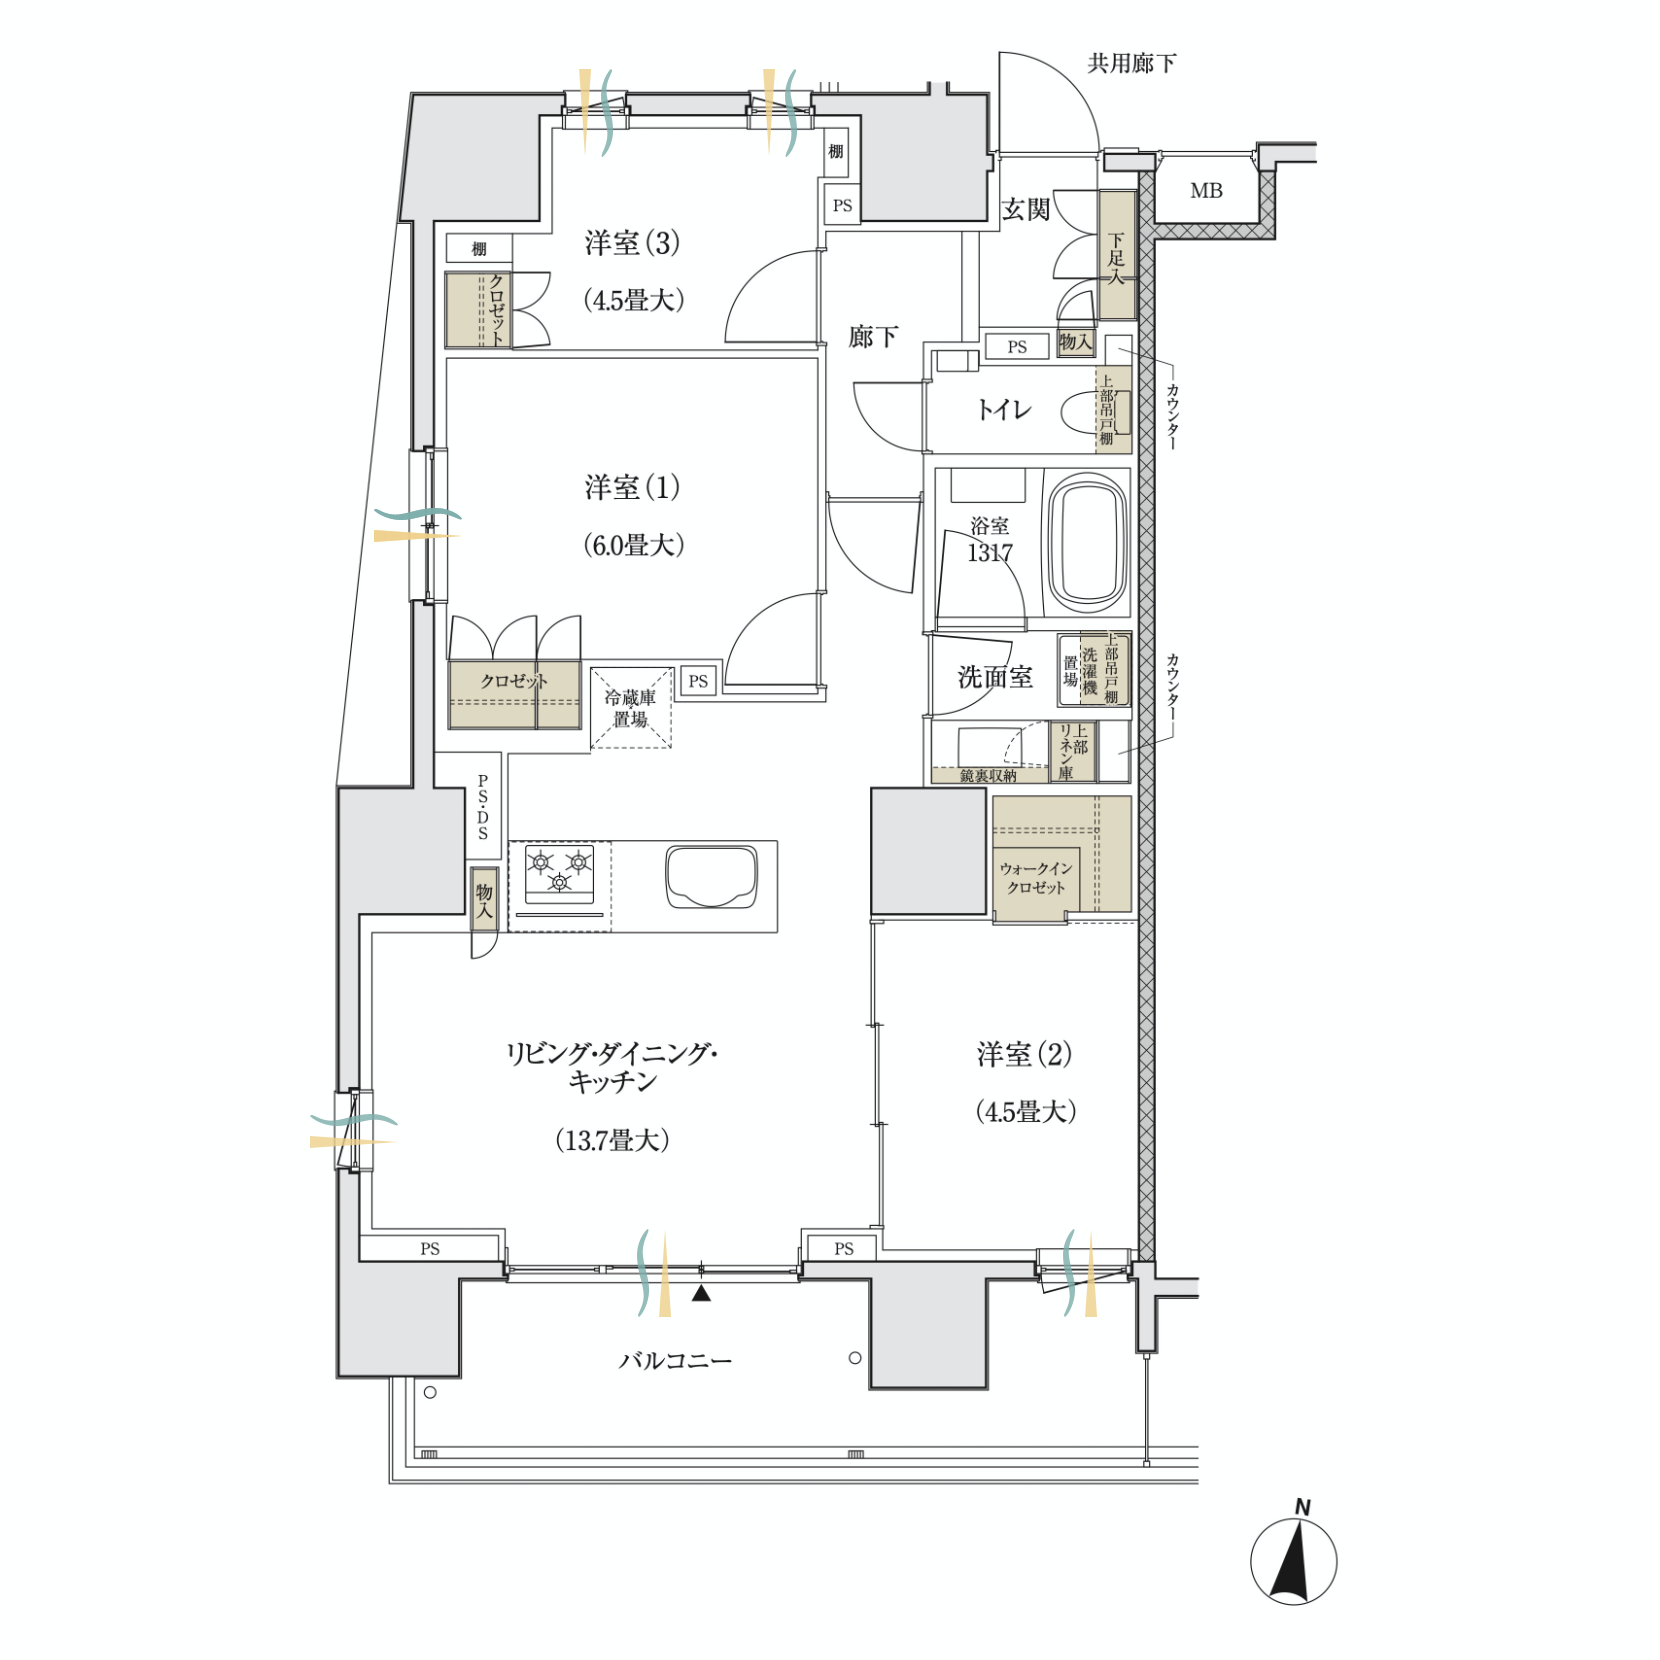 共用廊下
棚
PS
MB
玄関
下足入
洋室(3)
(4.5畳大)
棚
クロゼット
廊下
PS
物入
カウンター
トイレ
上部吊戸棚
洋室(1)
(6.0畳大)
浴室
1317
クロゼット
冷蔵庫
置場
PS
洗面室
洗濯機
置場
上部吊戸棚
カウンター
上部
リネン庫
鏡裏収納
PS・DS
物入
ウォークイン
クロゼット
リビング・ダイニング・
キッチン
(13.7畳大)
洋室(2)
(4.5畳大)
PS
PS
バルコニー
N